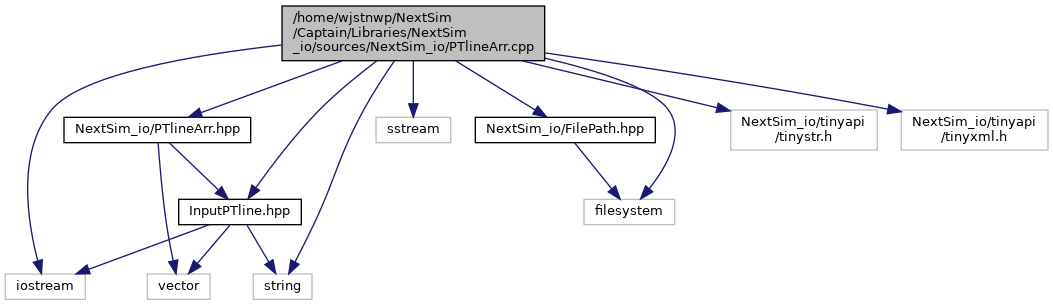 /home/wjstnwp/NextSim
/Captain/Libraries/NextSim
_io/sources/NextSim_io/PTlineArr.cpp
NextSim_io/PTlineArr.hpp
sstream
NextSim_io/FilePath.hpp
NextSim_io/tinyapi
/tinystr.h
NextSim_io/tinyapi
/tinyxml.h
InputPTline.hpp
filesystem
iostream
vector
string